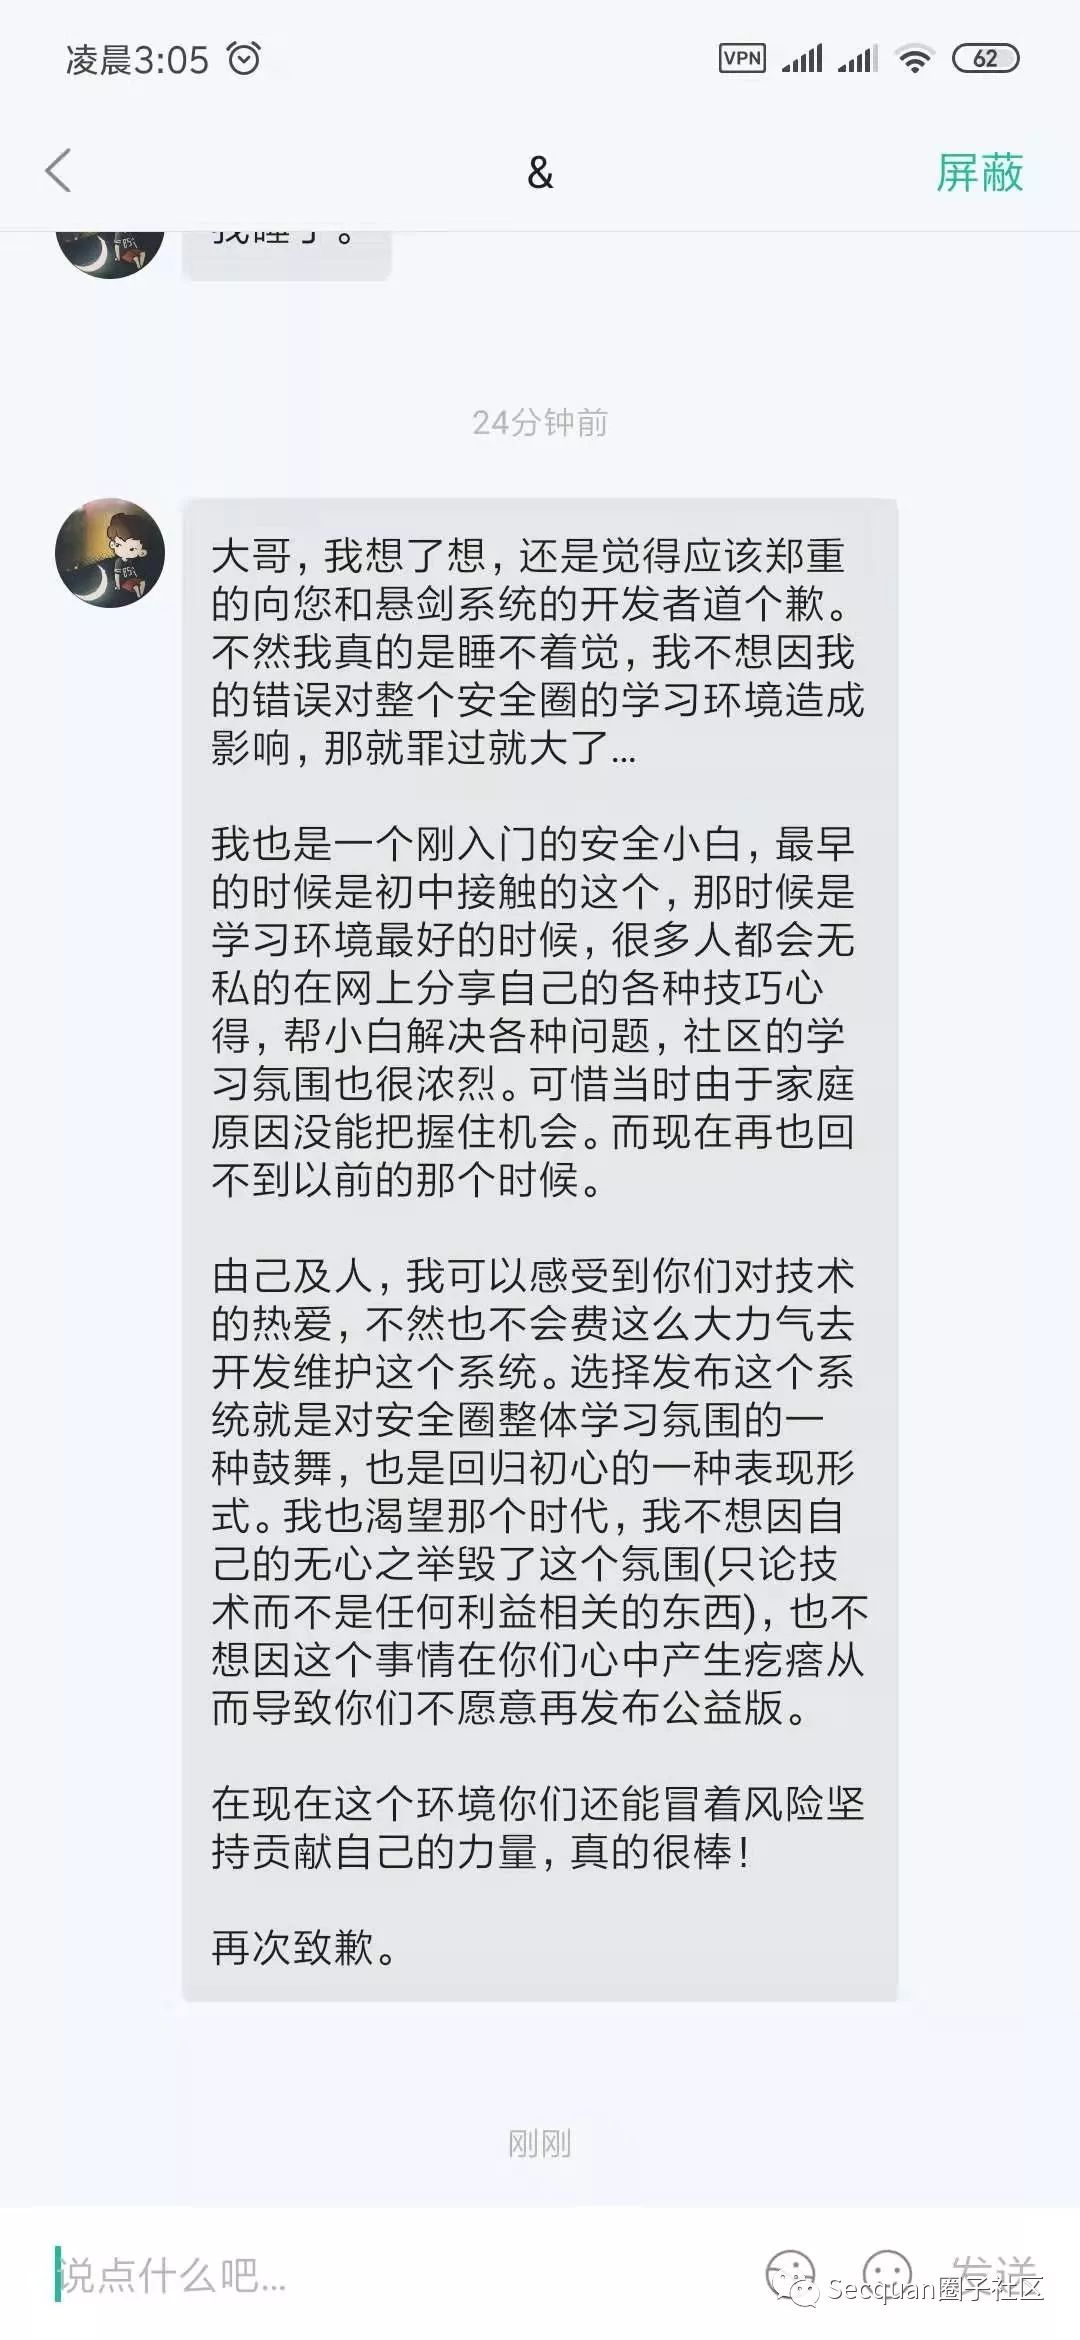 凌晨3:05
VPN
62
&
屏蔽
我睡了。
24分钟前
大哥，我想了想，还是觉得应该郑重
的向您和悬剑系统的开发者道个歉。
不然我真的是睡不着觉，我不想因我
的错误对整个安全圈的学习环境造成
影响，那就罪过就大了...
我也是一个刚入门的安全小白，最早
的时候是初中接触的这个，那时候是
学习环境最好的时候，很多人都会无
私的在网上分享自己的各种技巧心
得，帮小白解决各种问题，社区的学
习氛围也很浓烈。可惜当时由于家庭
原因没能把握住机会。而现在再也回
不到以前的那个时候。
由己及人，我可以感受到你们对技术
的热爱，不然也不会费这么大力气去
开发维护这个系统。选择发布这个系
统就是对安全圈整体学习氛围的一
种鼓舞，也是回归初心的一种表现形
式。我也渴望那个时代，我不想因自
己的无心之举毁了这个氛围(只论技
术而不是任何利益相关的东西)，也不
想因这个事情在你们心中产生疙瘩从
而导致你们不愿意再发布公益版。
在现在这个环境你们还能冒着风险坚
持贡献自己的力量，真的很棒！
再次致歉。
刚刚
说点什么吧...
发送
Secquan圈子社区